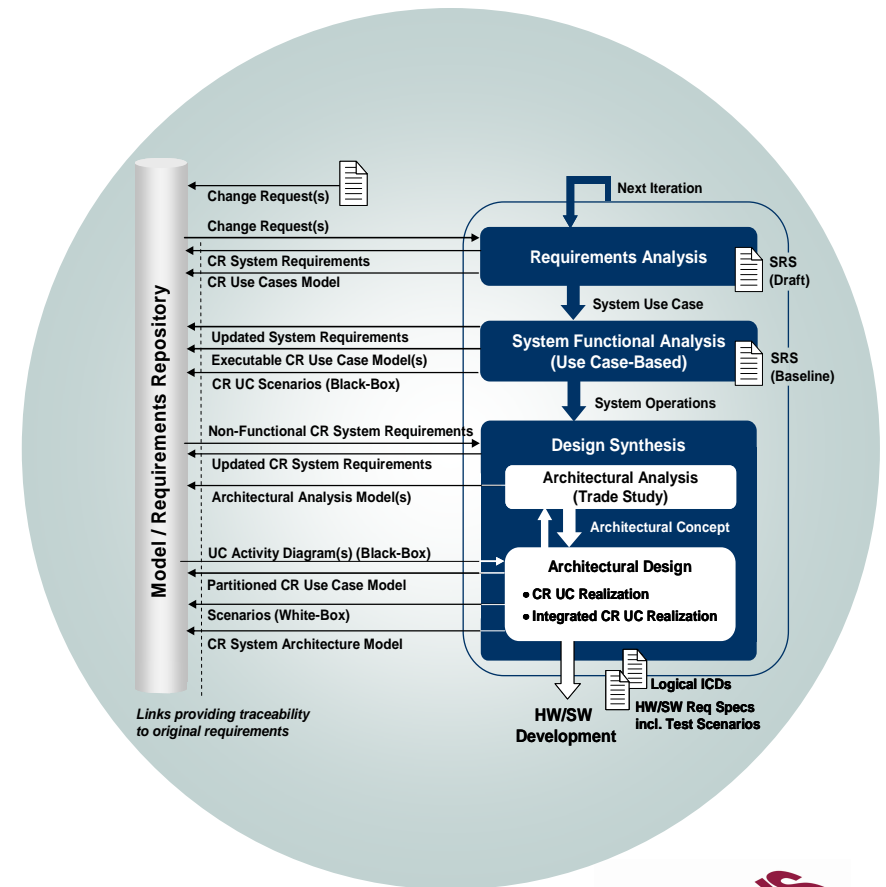 Change Request(s)
Next Iteration
Change Request(s)
CR System Requirements
CR Use Cases Model
Requirements Analysis
SRS
(Draft)
System Use Case
Updated System Requirements
Executable CR Use Case Model(s)
CR UC Scenarios (Black-Box)
System Functional Analysis
(Use Case-Based)
SRS
(Baseline)
System Operations
Model / Requirements Repository
Non-Functional CR System Requirements
Updated CR System Requirements
Architectural Analysis Model(s)
Design Synthesis
Architectural Analysis
(Trade Study)
Architectural Concept
UC Activity Diagram(s) (Black-Box)
Partitioned CR Use Case Model
Scenarios (White-Box)
CR System Architecture Model
Architectural Design
• CR UC Realization
• Integrated CR UC Realization
Links providing traceability
to original requirements
HW/SW
Development
Logical ICDs
HW/SW Req Specs
incl. Test Scenarios